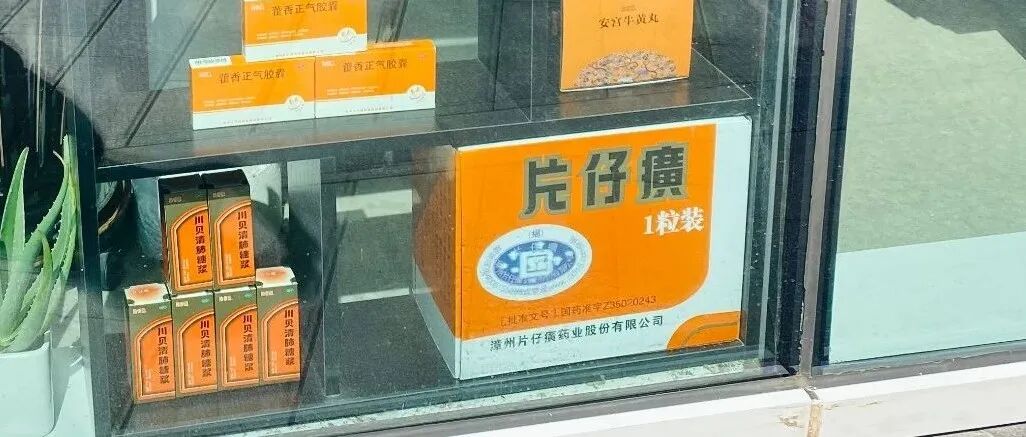 藿香正气胶囊
安宫牛黄丸
藿香正气胶囊
藿香正气胶囊
片仔癀
1粒装
国
[批准文号]国药准字Z35020243
漳州片仔癀药业股份有限公司
川贝清肺糖浆
川贝清肺糖浆
川贝清肺糖浆
川贝清肺糖浆
川贝清肺糖浆
川贝清肺糖浆